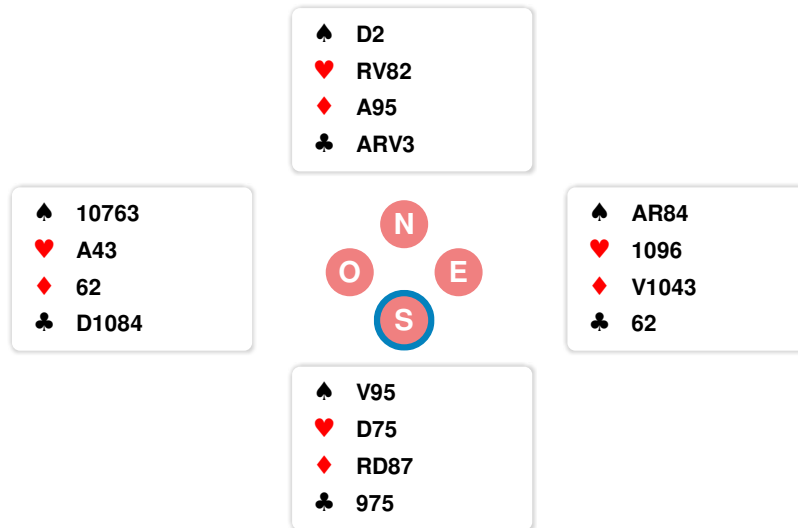 ♠ D2
♥ RV82
♦ A95
♣ ARV3
♠ 10763
♥ A43
♦ 62
♣ D1084
N
O
E
S
♠ AR84
♥ 1096
♦ V1043
♣ 62
♠ V95
♥ D75
♦ RD87
♣ 975